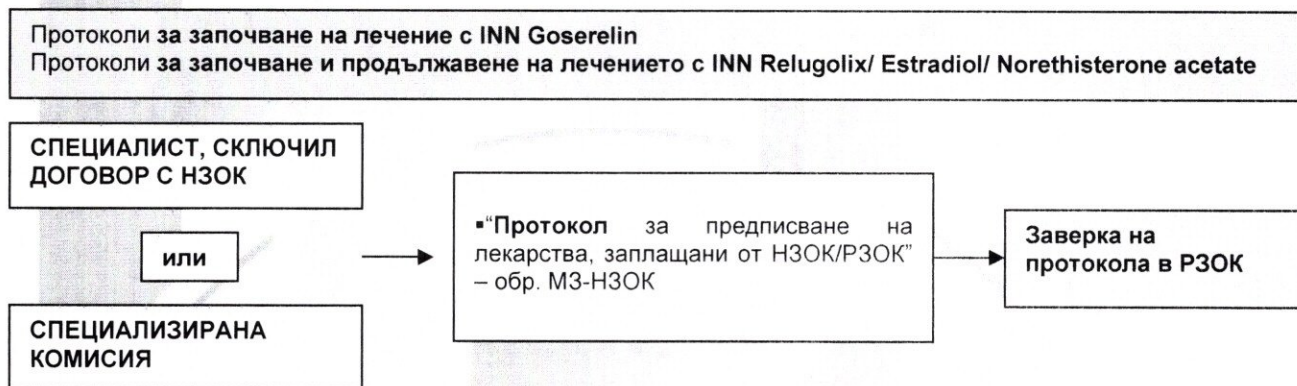 Протоколи за започване на лечение с INN Goserelin
Протоколи за започване и продължавене на лечението с INN Relugolix/ Estradiol/ Norethisterone acetate
СПЕЦИАЛИСТ, СКЛЮЧИЛ
ДОГОВОР С НЗОК
или
СПЕЦИАЛИЗИРАНА
КОМИСИЯ
▪“Протокол за предписване на
лекарства, заплащани от НЗОК/РЗОК”
– обр. МЗ-НЗОК
Заверка на
протокола в РЗОК